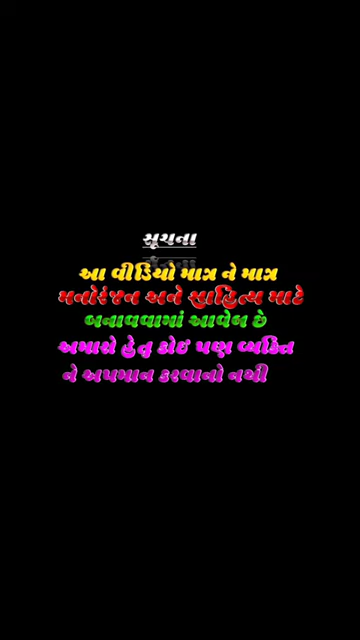 સૂચના
આ વીડિયો માત્ર ને માત્ર
મનોરંજન અને સાહિત્ય માટે
બનાવવામાં આવેલ છે
અમારો હેતુ કોઇ પણ વ્યક્તિ
ને અપમાન કરવાનો નથી